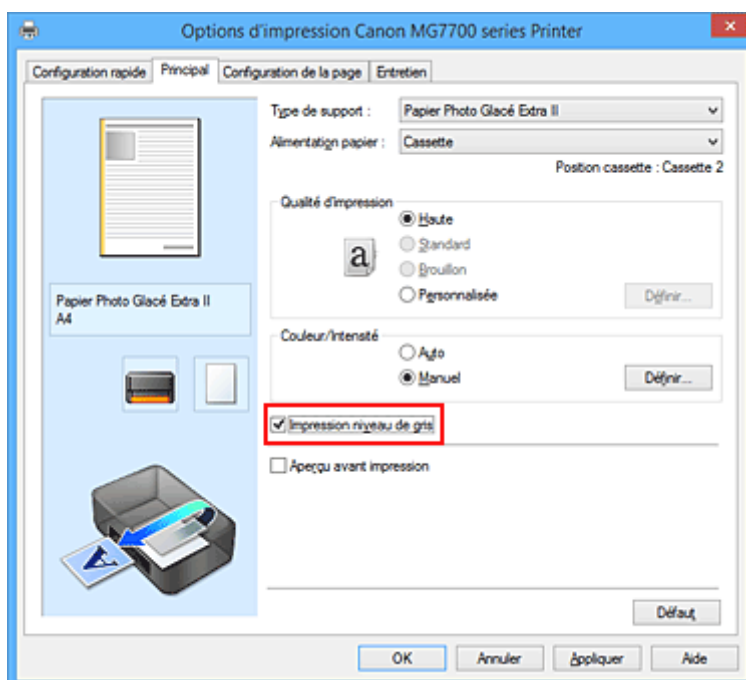 Options d'impression Canon MG7700 series Printer
Configuration rapide Principal Configuration de la page Entretien
Type de support : Papier Photo Glacé Extra II
Alimentation papier : Cassette
Position cassette : Cassette 2
Qualité d'impression
Haute
Standard
Brouillon
Personnalisée Définir...
a
Papier Photo Glacé Extra II
A4
Couleur/Intensité
Auto
Manuel Définir...
Impression niveau de gris
Aperçu avant impression
A
Défaut
OK Annuler Appliquer Aide